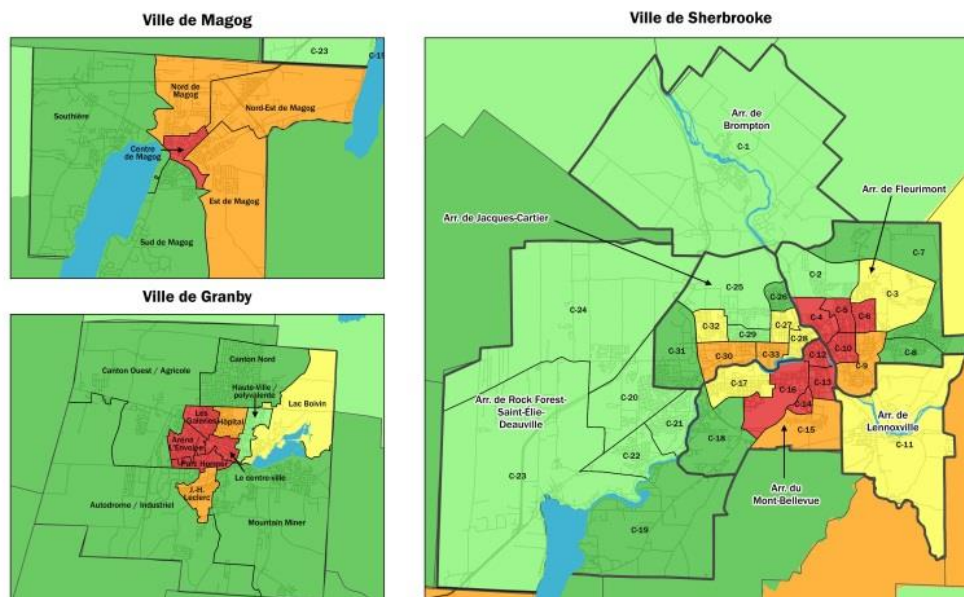 Ville de Magog
C-23
C-19
Nord de
Magog
Nord-Est de Magog
Southière
Centre
de Magog
Est de Magog
Sud de Magog
Ville de Granby
Canton Nord
Canton Ouest / Agricole
Haute-Ville /
polyvalente
Lac Boivin
Les
Galeries
Hôpital
Le centre-ville
J.-H.
Leclerc
Autodrome / Industriel
Mountain Miner
Ville de Sherbrooke
Arr. de
Brompton
C-1
Arr. de Fleurimont
Arr. de Jacques-Cartier
C-7
C-2
C-25
C-3
C-26
C-24
C-4
C-5
C-6
C-32
C-27
C-29
C-28
C-31
C-30
C-33
C-10
C-8
C-12
C-9
C-17
C-16
C-13
C-14
Arr. de Rock Forest-
Saint-Élie-
Deauville
C-20
C-21
Arr. de
Lennoxville
C-11
C-15
C-18
C-22
C-23
Arr. du
Mont-Bellevue
C-19